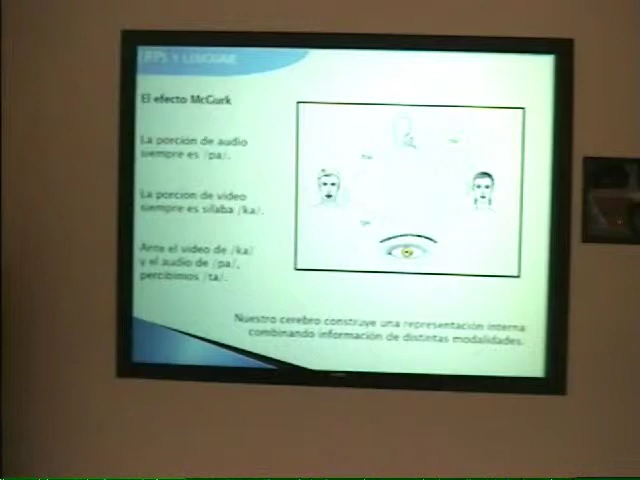 ERPS Y LENGUAJE
El efecto McGurk
La porción de audio
siempre es /pa/.
La porción de video
siempre es sílaba /ka/.
Ante el video de /ka/
y el audio de /pa/,
percibimos /ta/.
Nuestro cerebro construye una representación interna
combinando información de distintas modalidades.